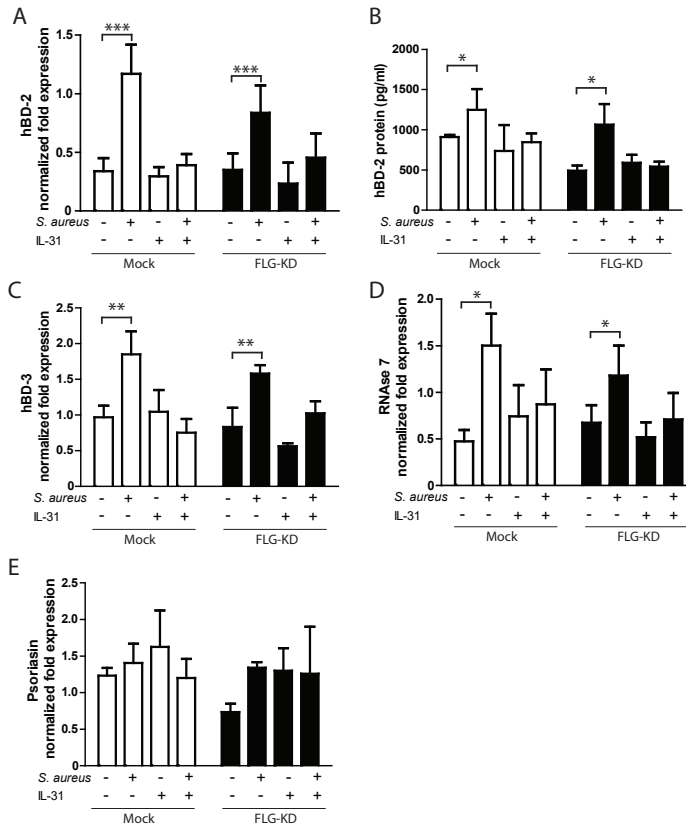 A
hBD-2
normalized fold expression
1.5
1.0
0.5
0
***
***
S. aureus - + - + - + - +
IL-31 - - + + - - + +
Mock FLG-KD
B
hBD-2 protein (pg/ml)
2000
1500
1000
500
0
*
*
S. aureus - + - + - + - +
IL-31 - - + + - - + +
Mock FLG-KD
C
hBD-3
normalized fold expression
2.5
2.0
1.5
1.0
0.5
0
**
**
S. aureus - + - + - + - +
IL-31 - - + + - - + +
Mock FLG-KD
D
RNAse 7
normalized fold expression
2.0
1.5
1.0
0.5
0
*
*
S. aureus - + - + - + - +
IL-31 - - + + - - + +
Mock FLG-KD
E
Psoriasin
normalized fold expression
2.5
2.0
1.5
1.0
0.5
0
S. aureus - + - + - + - +
IL-31 - - + + - - + +
Mock FLG-KD